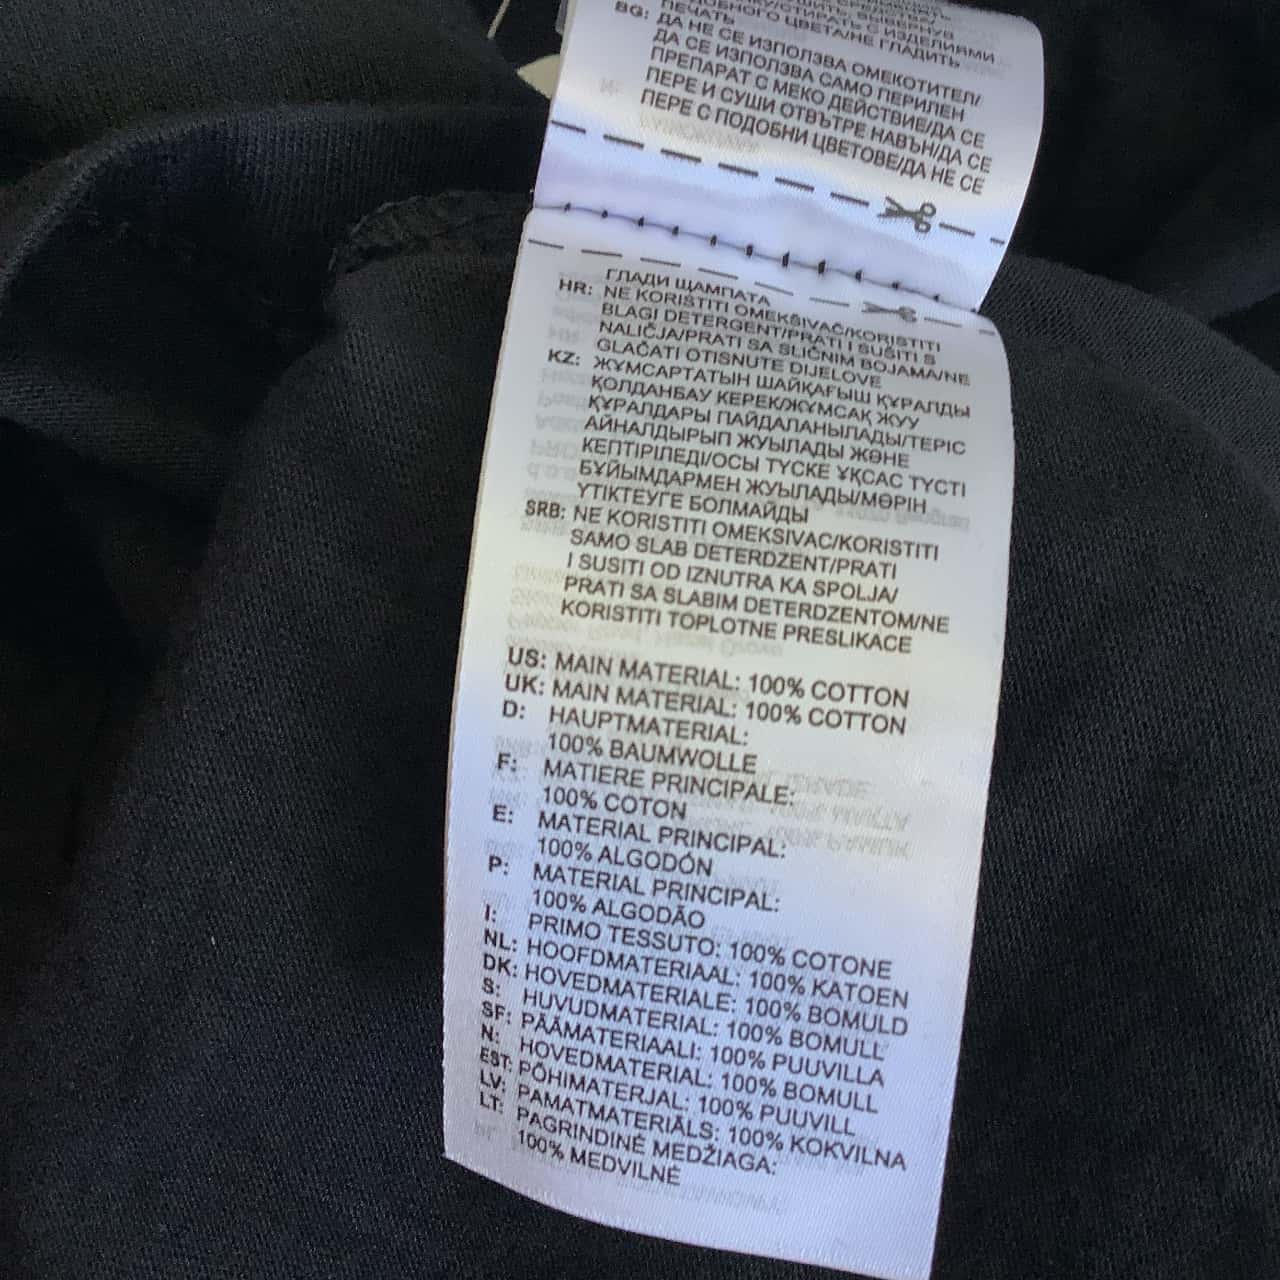 ШИТЬ, ВЫВЕРНУВ
ПОДОБНОГО ЦВЕТА/НЕ ГЛАДИТЬ
ПЕЧАТЬ
BG: ДА НЕ СЕ ИЗПОЛЗВА ОМЕКОТИТЕЛ/
ДА СЕ ИЗПОЛЗВА САМО ПЕРИЛЕН
ПРЕПАРАТ С МЕКО ДЕЙСТВИЕ/ДА СЕ
ПЕРЕ И СУШИ ОТВЪТРЕ НАВЪН/ДА СЕ
ПЕРЕ С ПОДОБНИ ЦВЕТОВЕ/ДА НЕ СЕ
ГЛАДИ ЩАМПАТА
HR: NE KORISTITI OMEKŠIVAČ/KORISTITI
BLAGI DETERGENT/PRATI I SUŠITI S
NALIČJA/PRATI SA SLIČNIM BOJAMA/NE
GLAČATI OTISNUTE DIJELOVE
KZ: ЖҰМСАРТАТЫН ШАЙҚАҒЫШ ҚҰРАЛДЫ
ҚОЛДАНБАУ КЕРЕК/ЖҰМСАҚ ЖУУ
ҚҰРАЛДАРЫ ПАЙДАЛАНЫЛАДЫ/ТЕРІС
АЙНАЛДЫРЫП ЖУЫЛАДЫ ЖӘНЕ
КЕПТІРІЛЕДІ/ОСЫ ТҮСКЕ ҰҚСАС ТҮСТІ
БҰЙЫМДАРМЕН ЖУЫЛАДЫ/МӨРІН
ҮТІКТЕУГЕ БОЛМАЙДЫ
SRB: NE KORISTITI OMEKSIVAC/KORISTITI
SAMO SLAB DETERDZENT/PRATI
I SUSITI OD IZNUTRA KA SPOLJA/
PRATI SA SLABIM DETERDZENTOM/NE
KORISTITI TOPLOTNE PRESLIKACE
US: MAIN MATERIAL: 100% COTTON
UK: MAIN MATERIAL: 100% COTTON
D: HAUPTMATERIAL:
100% BAUMWOLLE
F: MATIERE PRINCIPALE:
100% COTON
E: MATERIAL PRINCIPAL:
100% ALGODÓN
P: MATERIAL PRINCIPAL:
100% ALGODÃO
I: PRIMO TESSUTO: 100% COTONE
NL: HOOFDMATERIAAL: 100% KATOEN
DK: HOVEDMATERIALE: 100% BOMULD
S: HUVUDMATERIAL: 100% BOMULL
SF: PÄÄMATERIAALI: 100% PUUVILLA
N: HOVEDMATERIAL: 100% BOMULL
EST: PÕHIMATERJAL: 100% PUUVILL
LV: PAMATMATERIĀLS: 100% KOKVILNA
LT: PAGRINDINĖ MEDŽIAGA:
100% MEDVILNĖ